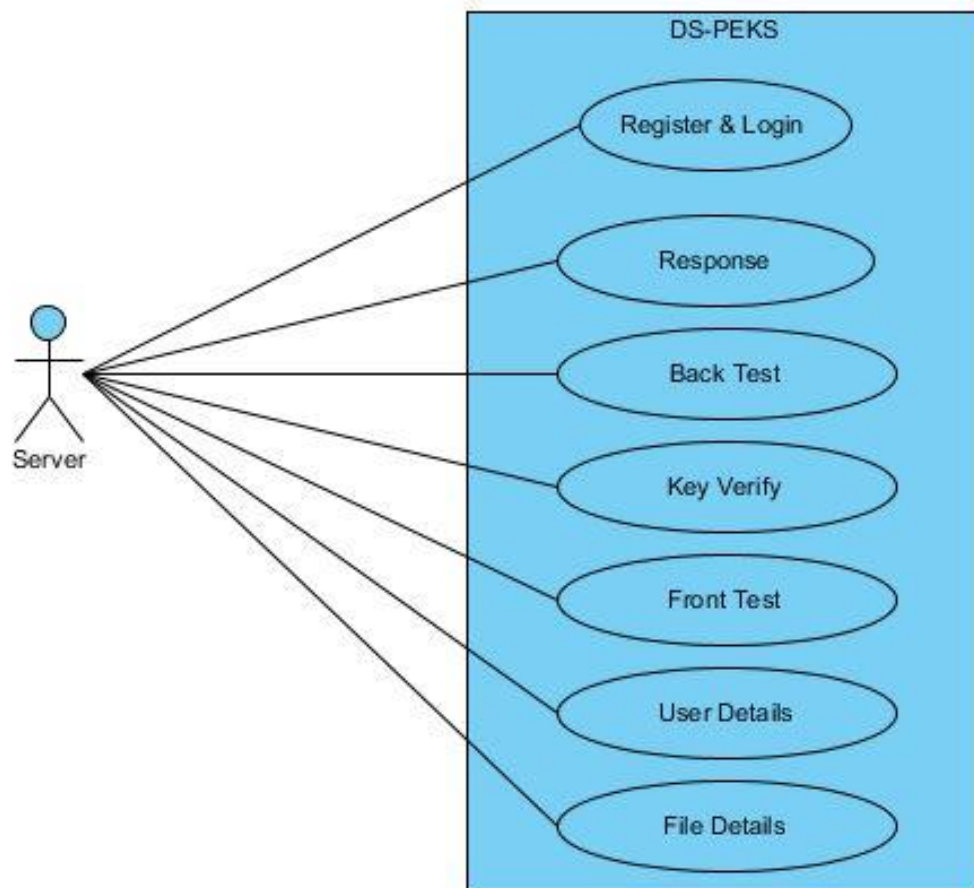 DS-PEKS
Register & Login
Response
Back Test
Key Verify
Server
Front Test
User Details
File Details